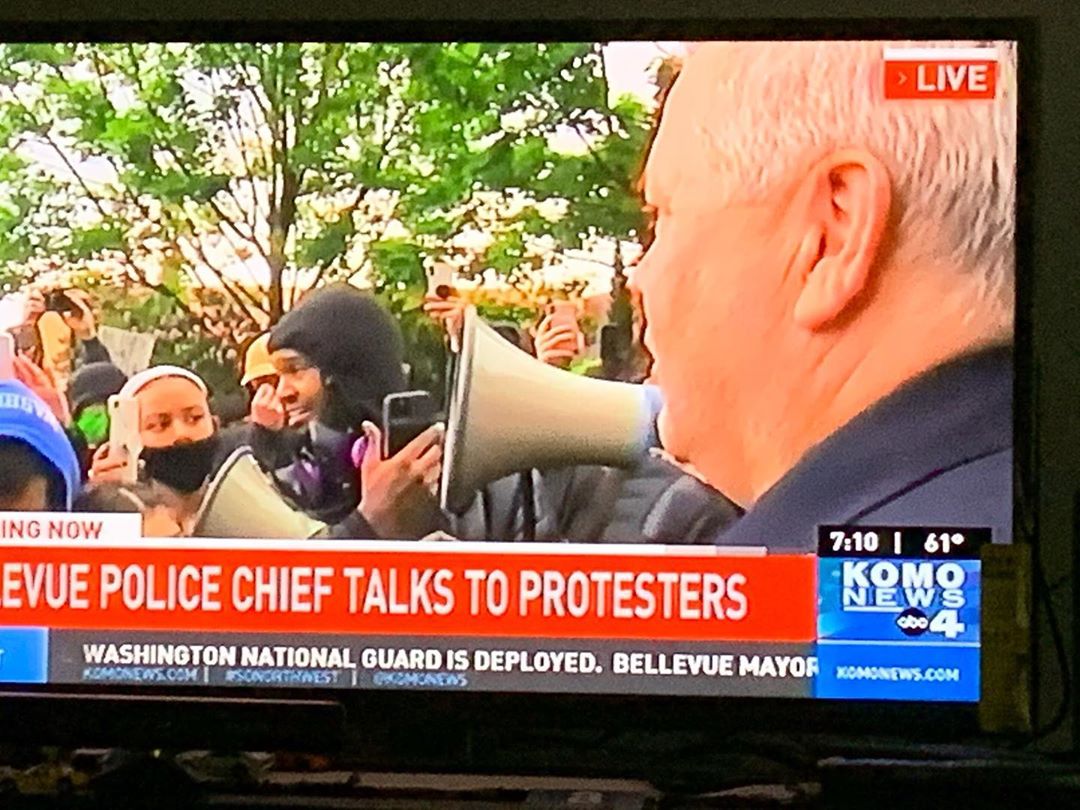 LIVE
ING NOW
7:10 | 61°
EVUE POLICE CHIEF TALKS TO PROTESTERS
KOMO
NEWS
abc 4
WASHINGTON NATIONAL GUARD IS DEPLOYED. BELLEVUE MAYOR
KOMONEWS.COM | #SONORTHWEST | @KOMONEWS
KOMONEWS.COM